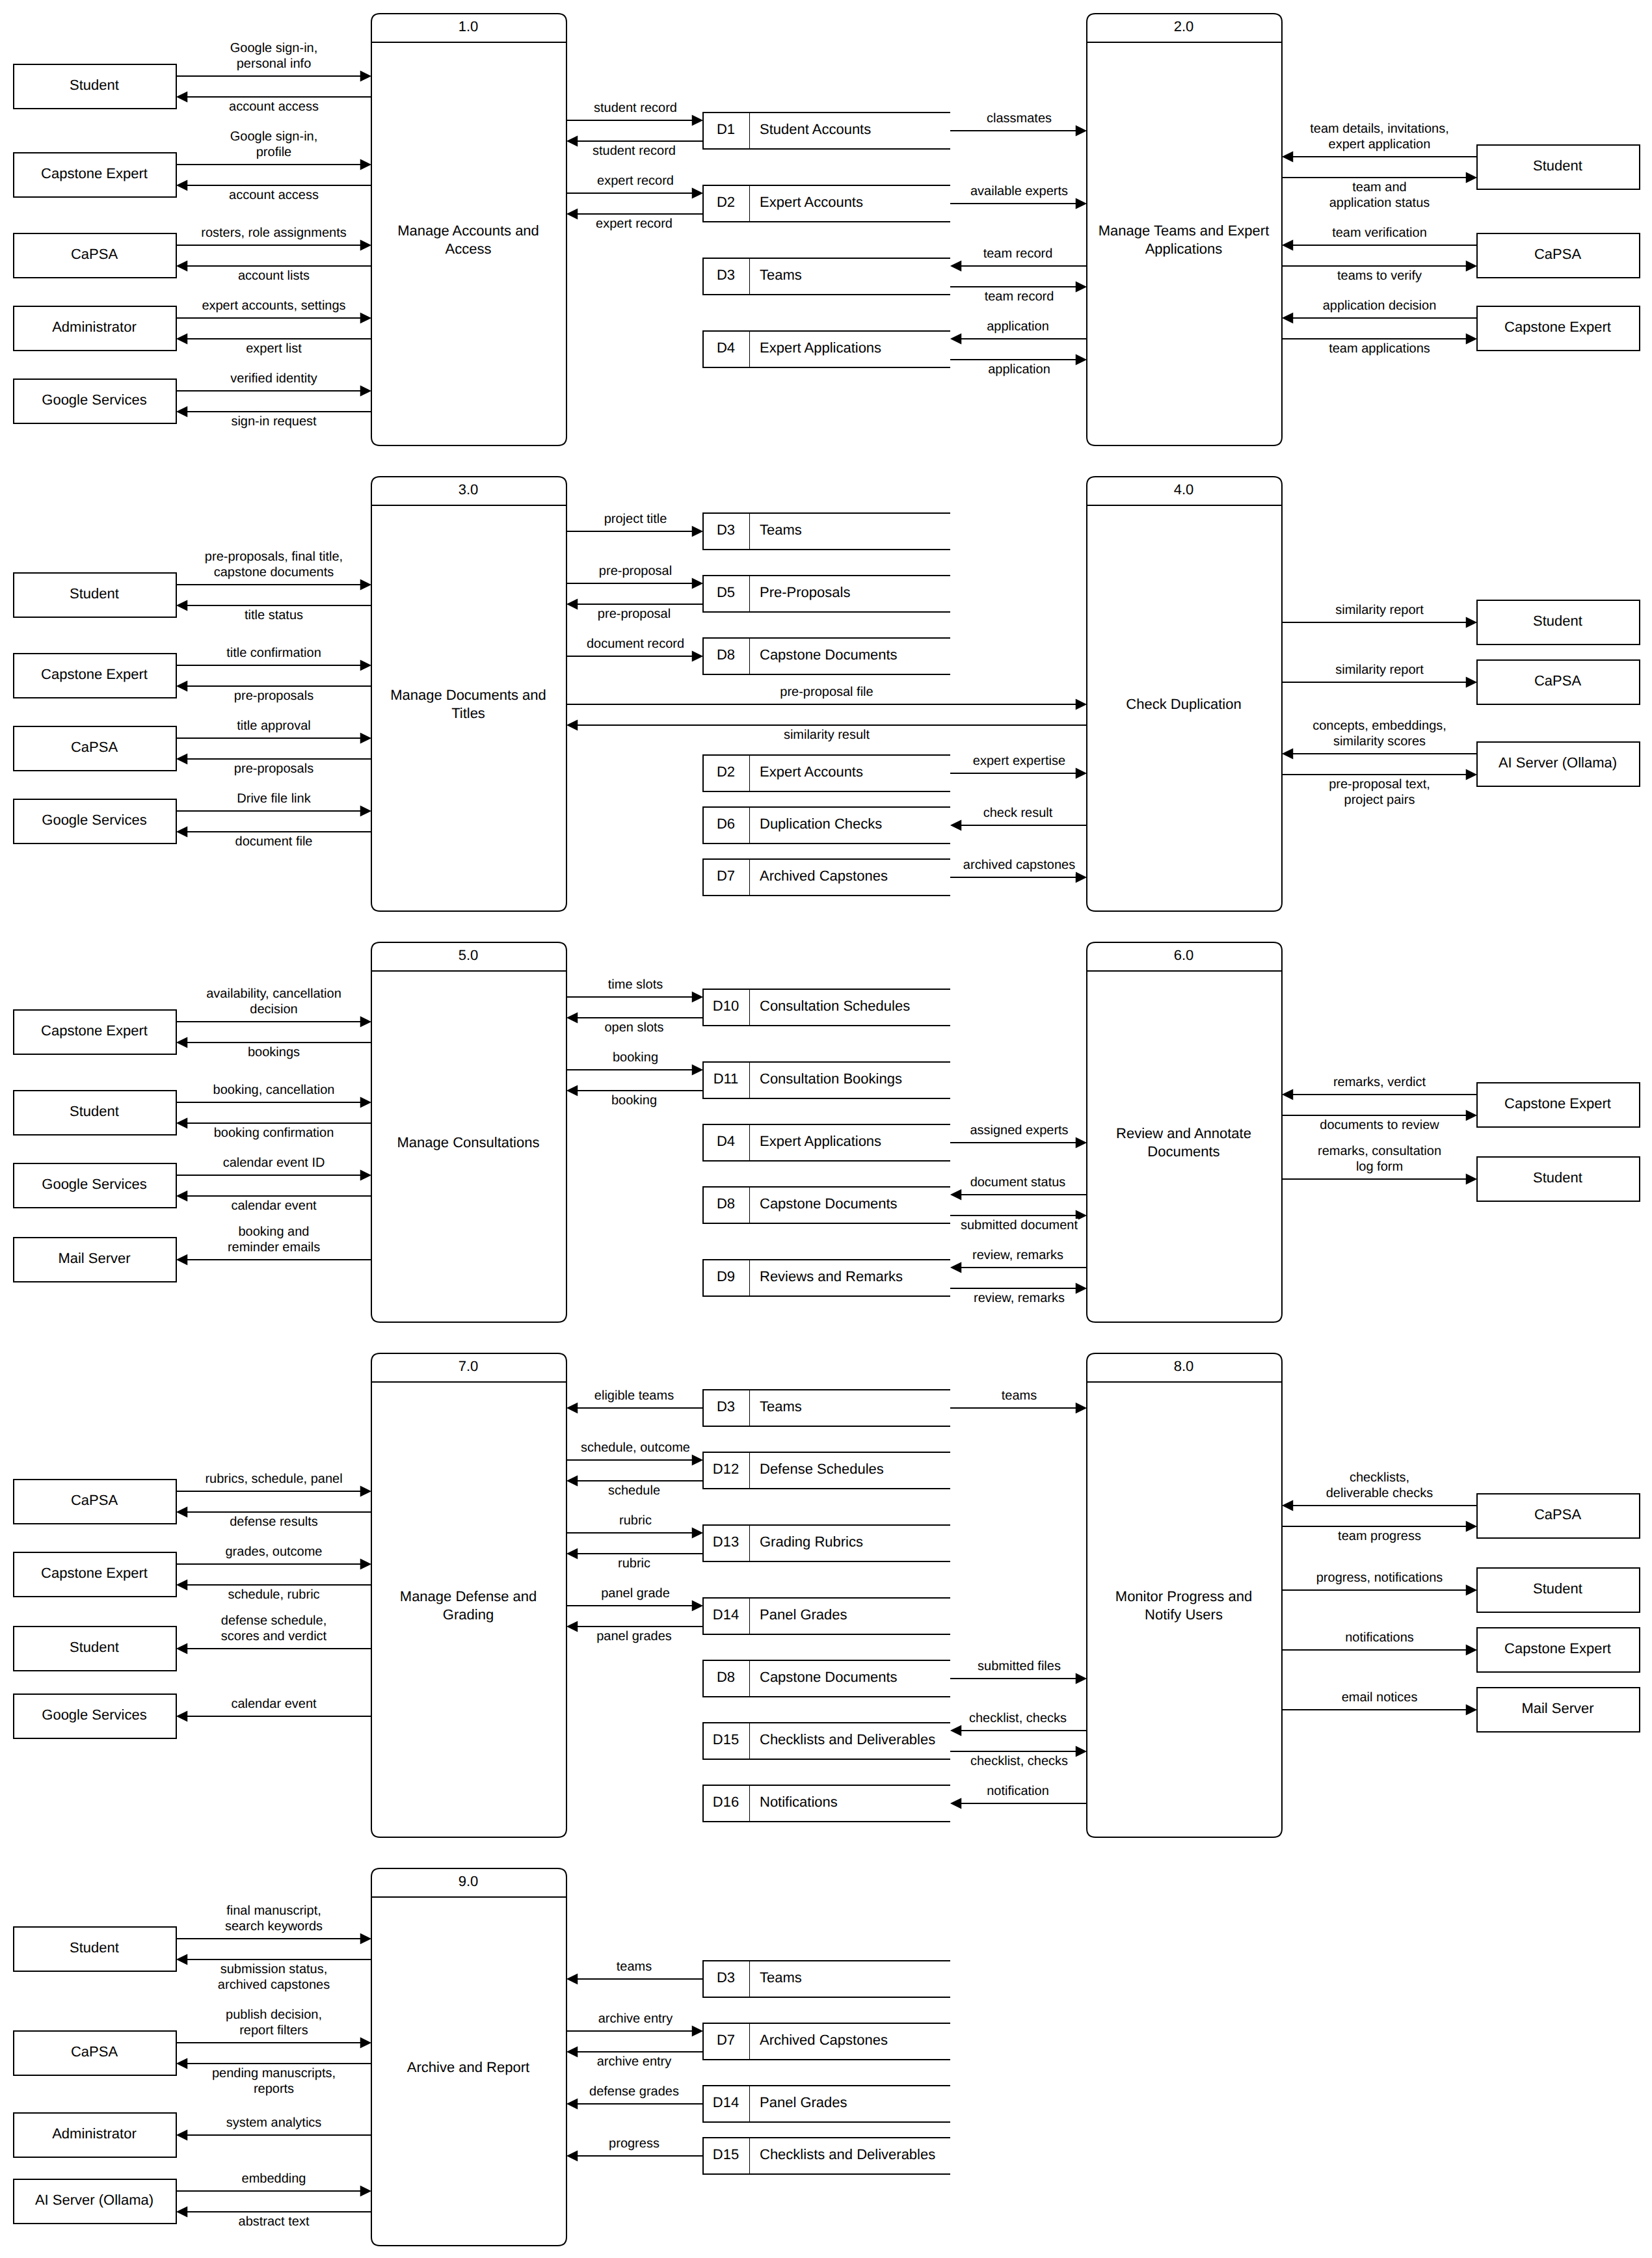 1.0
Google sign-in,
personal info
Student
account access
Google sign-in,
profile
Capstone Expert
account access
rosters, role assignments
CaPSA
account lists
expert accounts, settings
Administrator
expert list
verified identity
Google Services
sign-in request
Manage Accounts and
Access
student record
student record
expert record
expert record
D1 Student Accounts
D2 Expert Accounts
D3 Teams
D4 Expert Applications
classmates
available experts
team record
team record
application
application
2.0
Manage Teams and Expert
Applications
team details, invitations,
expert application
Student
team and
application status
team verification
CaPSA
teams to verify
application decision
Capstone Expert
team applications
3.0
pre-proposals, final title,
capstone documents
Student
title status
title confirmation
Capstone Expert
pre-proposals
title approval
CaPSA
pre-proposals
Drive file link
Google Services
document file
Manage Documents and
Titles
project title
D3 Teams
pre-proposal
D5 Pre-Proposals
pre-proposal
document record
D8 Capstone Documents
pre-proposal file
similarity result
D2 Expert Accounts
expert expertise
D6 Duplication Checks
check result
D7 Archived Capstones
archived capstones
4.0
Check Duplication
similarity report
Student
similarity report
CaPSA
concepts, embeddings,
similarity scores
AI Server (Ollama)
pre-proposal text,
project pairs
5.0
availability, cancellation
decision
Capstone Expert
bookings
booking, cancellation
Student
booking confirmation
calendar event ID
Google Services
calendar event
booking and
reminder emails
Mail Server
Manage Consultations
time slots
D10 Consultation Schedules
open slots
booking
D11 Consultation Bookings
booking
D4 Expert Applications
assigned experts
D8 Capstone Documents
document status
submitted document
D9 Reviews and Remarks
review, remarks
review, remarks
6.0
Review and Annotate
Documents
remarks, verdict
Capstone Expert
documents to review
remarks, consultation
log form
Student
7.0
rubrics, schedule, panel
CaPSA
defense results
grades, outcome
Capstone Expert
schedule, rubric
defense schedule,
scores and verdict
Student
calendar event
Google Services
Manage Defense and
Grading
eligible teams
D3 Teams
teams
schedule, outcome
D12 Defense Schedules
schedule
rubric
D13 Grading Rubrics
rubric
panel grade
D14 Panel Grades
panel grades
D8 Capstone Documents
submitted files
D15 Checklists and Deliverables
checklist, checks
checklist, checks
D16 Notifications
notification
8.0
Monitor Progress and
Notify Users
checklists,
deliverable checks
CaPSA
team progress
progress, notifications
Student
notifications
Capstone Expert
email notices
Mail Server
9.0
final manuscript,
search keywords
Student
submission status,
archived capstones
publish decision,
report filters
CaPSA
pending manuscripts,
reports
system analytics
Administrator
embedding
AI Server (Ollama)
abstract text
Archive and Report
teams
D3 Teams
archive entry
D7 Archived Capstones
archive entry
defense grades
D14 Panel Grades
progress
D15 Checklists and Deliverables